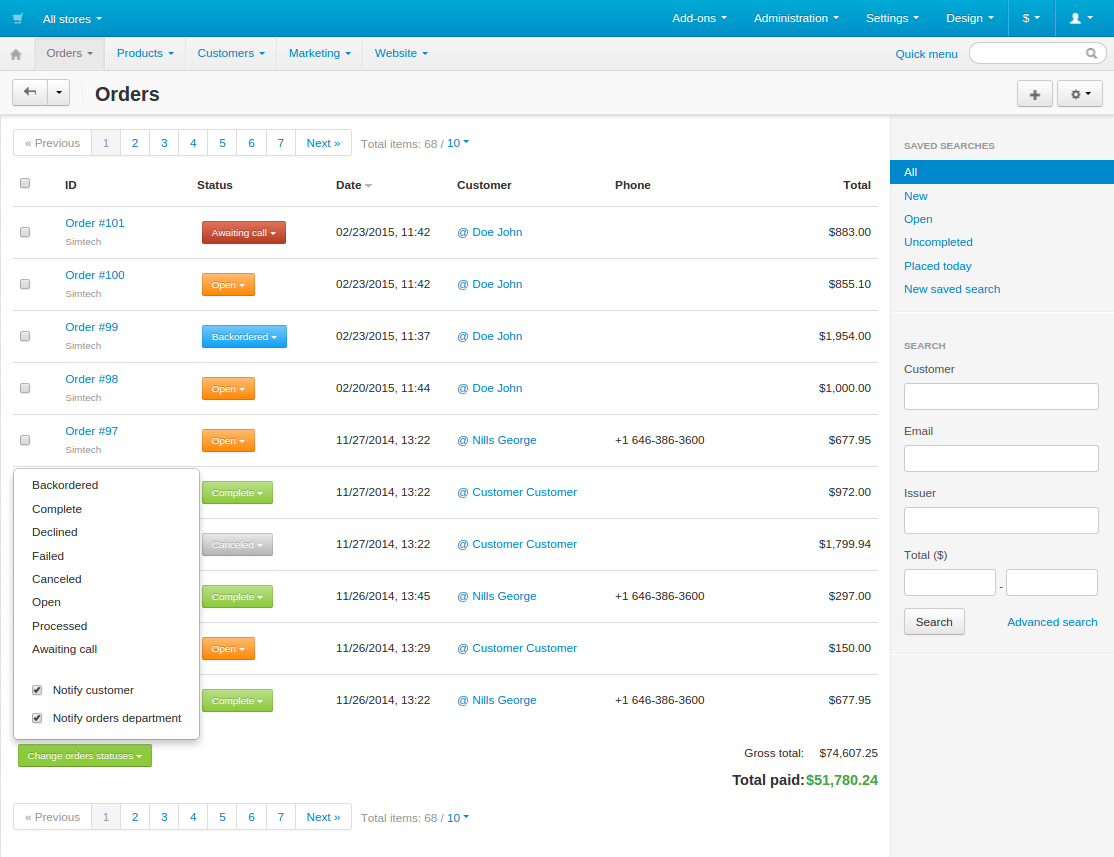 All stores Add-ons Administration Settings Design $
Orders Products Customers Marketing Website Quick menu
Orders
« Previous 1 2 3 4 5 6 7 Next » Total items: 68 / 10
ID Status Date Customer Phone Total
Order #101 Simtech Awaiting call 02/23/2015, 11:42 @ Doe John $883.00
Order #100 Simtech Open 02/23/2015, 11:42 @ Doe John $855.10
Order #99 Simtech Backordered 02/23/2015, 11:37 @ Doe John $1,954.00
Order #98 Simtech Open 02/20/2015, 11:44 @ Doe John $1,000.00
Order #97 Simtech Open 11/27/2014, 13:22 @ Nills George +1 646-386-3600 $677.95
Complete 11/27/2014, 13:22 @ Customer Customer $972.00
Canceled 11/27/2014, 13:22 @ Customer Customer $1,799.94
Complete 11/26/2014, 13:45 @ Nills George +1 646-386-3600 $297.00
Open 11/26/2014, 13:29 @ Customer Customer $150.00
Complete 11/26/2014, 13:22 @ Nills George +1 646-386-3600 $677.95
Backordered
Complete
Declined
Failed
Canceled
Open
Processed
Awaiting call
Notify customer
Notify orders department
Change orders statuses
Gross total: $74,607.25
Total paid: $51,780.24
« Previous 1 2 3 4 5 6 7 Next » Total items: 68 / 10
SAVED SEARCHES
All
New
Open
Uncompleted
Placed today
New saved search
SEARCH
Customer
Email
Issuer
Total ($)
-
Search Advanced search